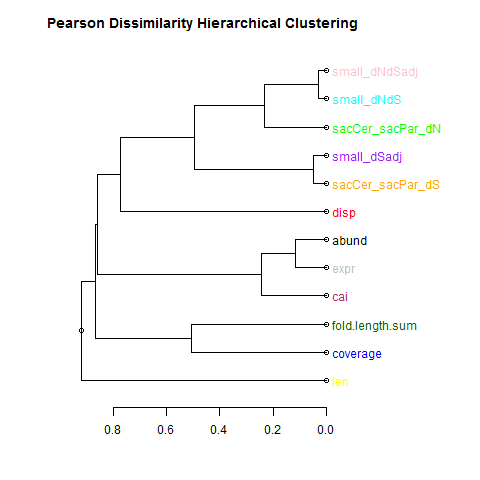 Pearson Dissimilarity Hierarchical Clustering
small_dNdSadj
small_dNdS
sacCer_sacPar_dN
small_dSadj
sacCer_sacPar_dS
disp
abund
expr
cai
fold.length.sum
coverage
len
0.8 0.6 0.4 0.2 0.0